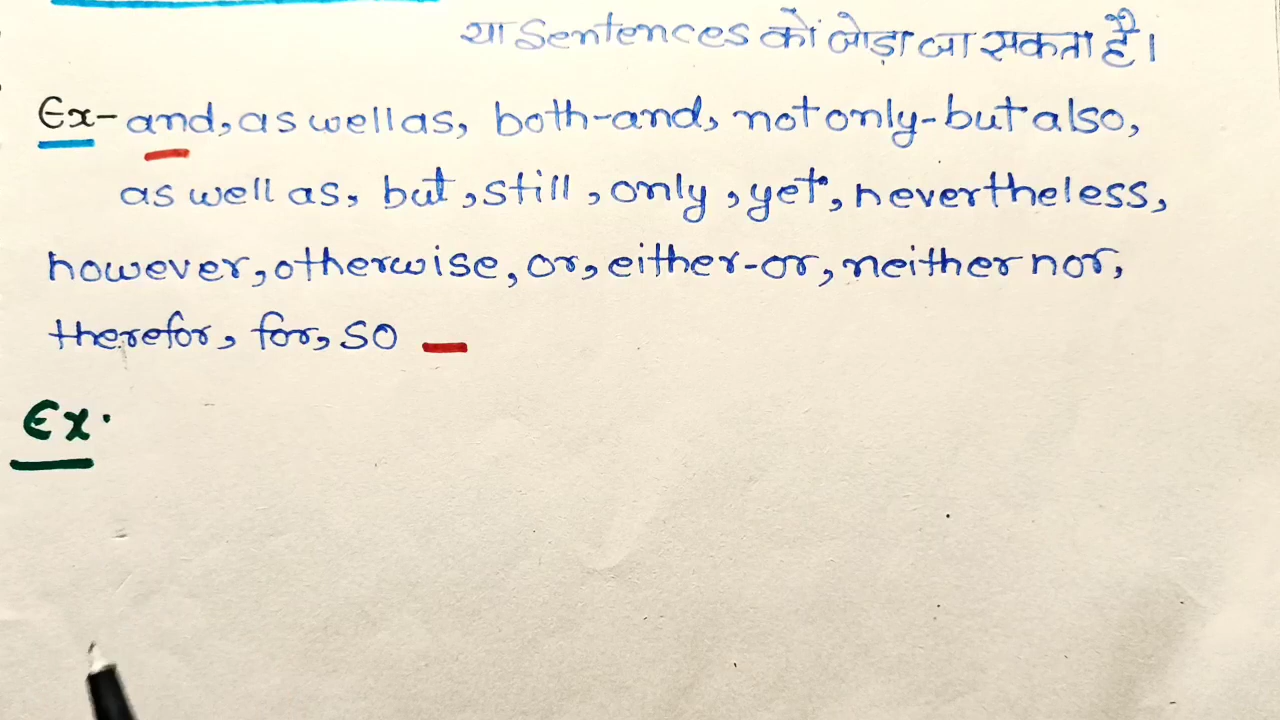 या Sentences को जोड़ा जा सकता है।
Ex- and, as well as, both-and, not only-but also,
as well as, but, still, only, yet, nevertheless,
however, otherwise, or, either-or, neither nor,
therefor, for, so
Ex.